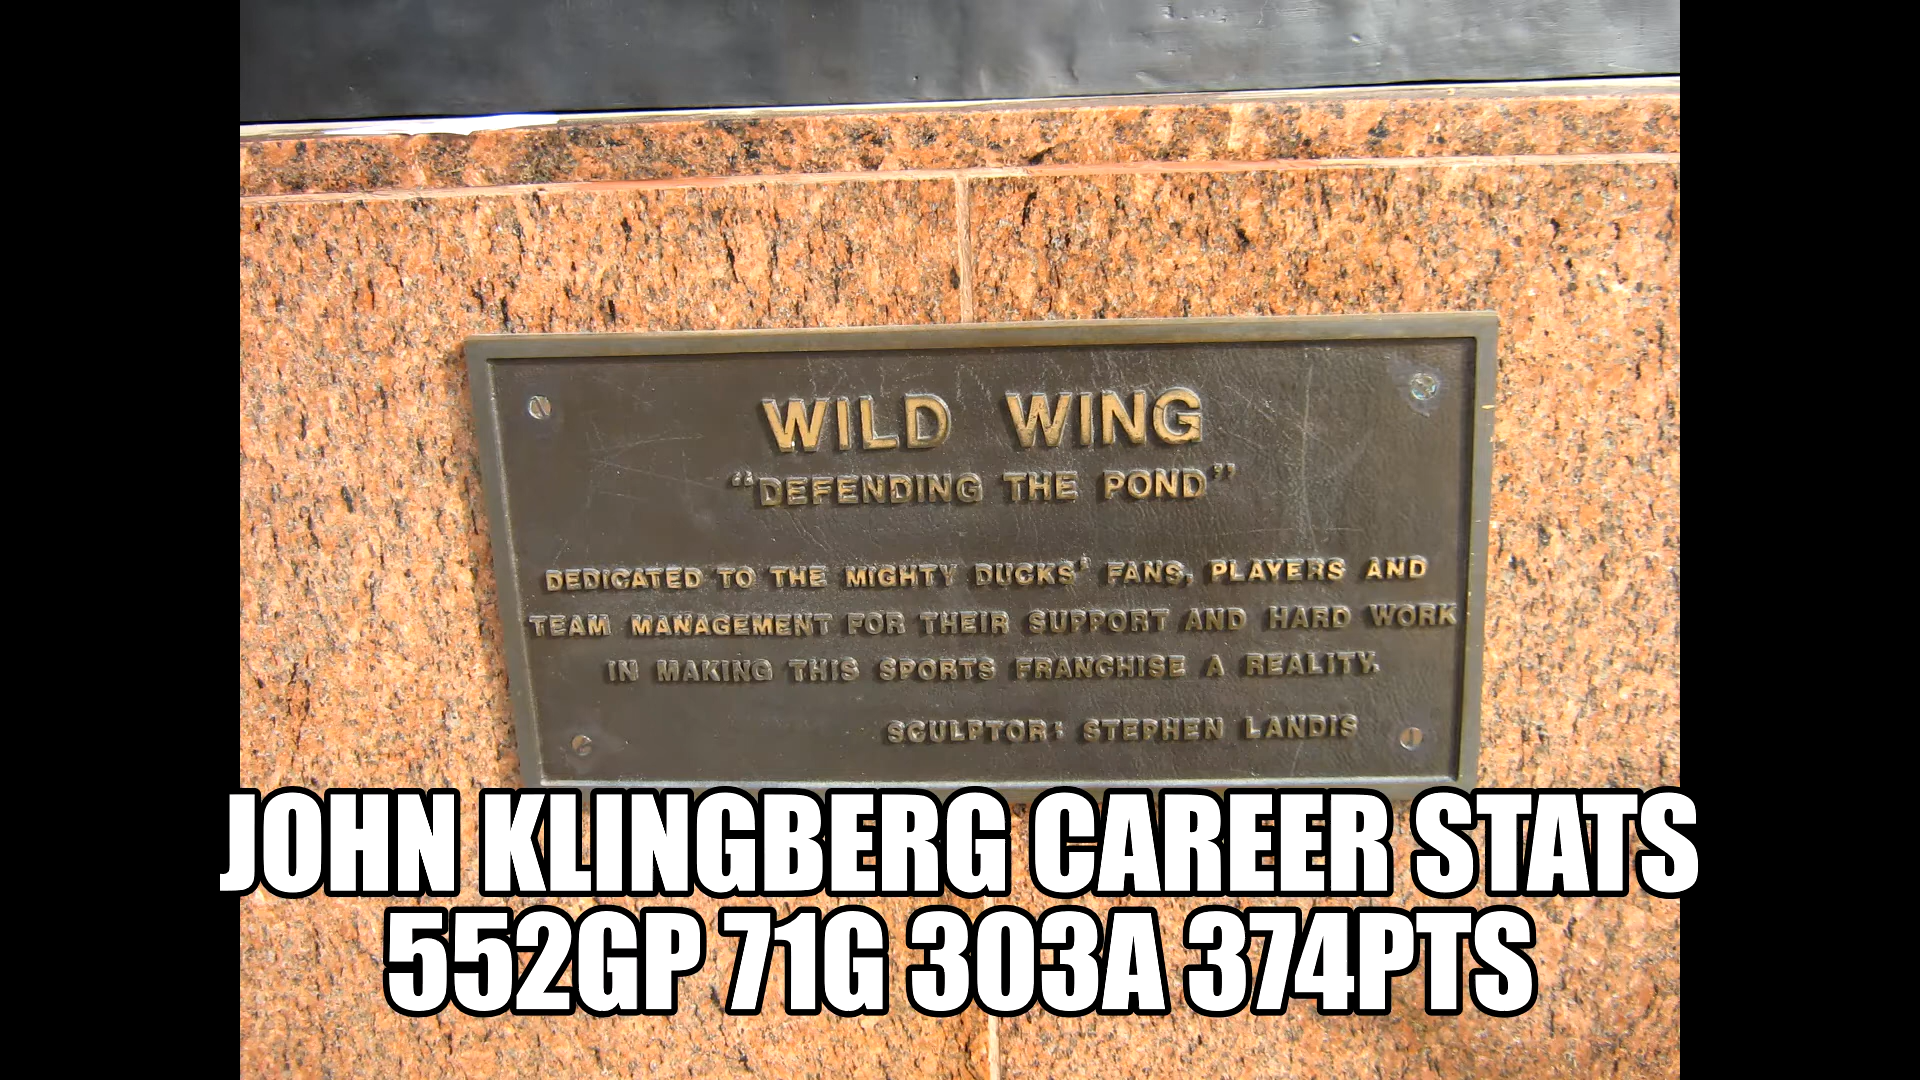 WILD WING
“DEFENDING THE POND”
DEDICATED TO THE MIGHTY DUCKS' FANS, PLAYERS AND
TEAM MANAGEMENT FOR THEIR SUPPORT AND HARD WORK
IN MAKING THIS SPORTS FRANCHISE A REALITY.
SCULPTOR: STEPHEN LANDIS
JOHN KLINGBERG CAREER STATS
552GP 71G 303A 374PTS